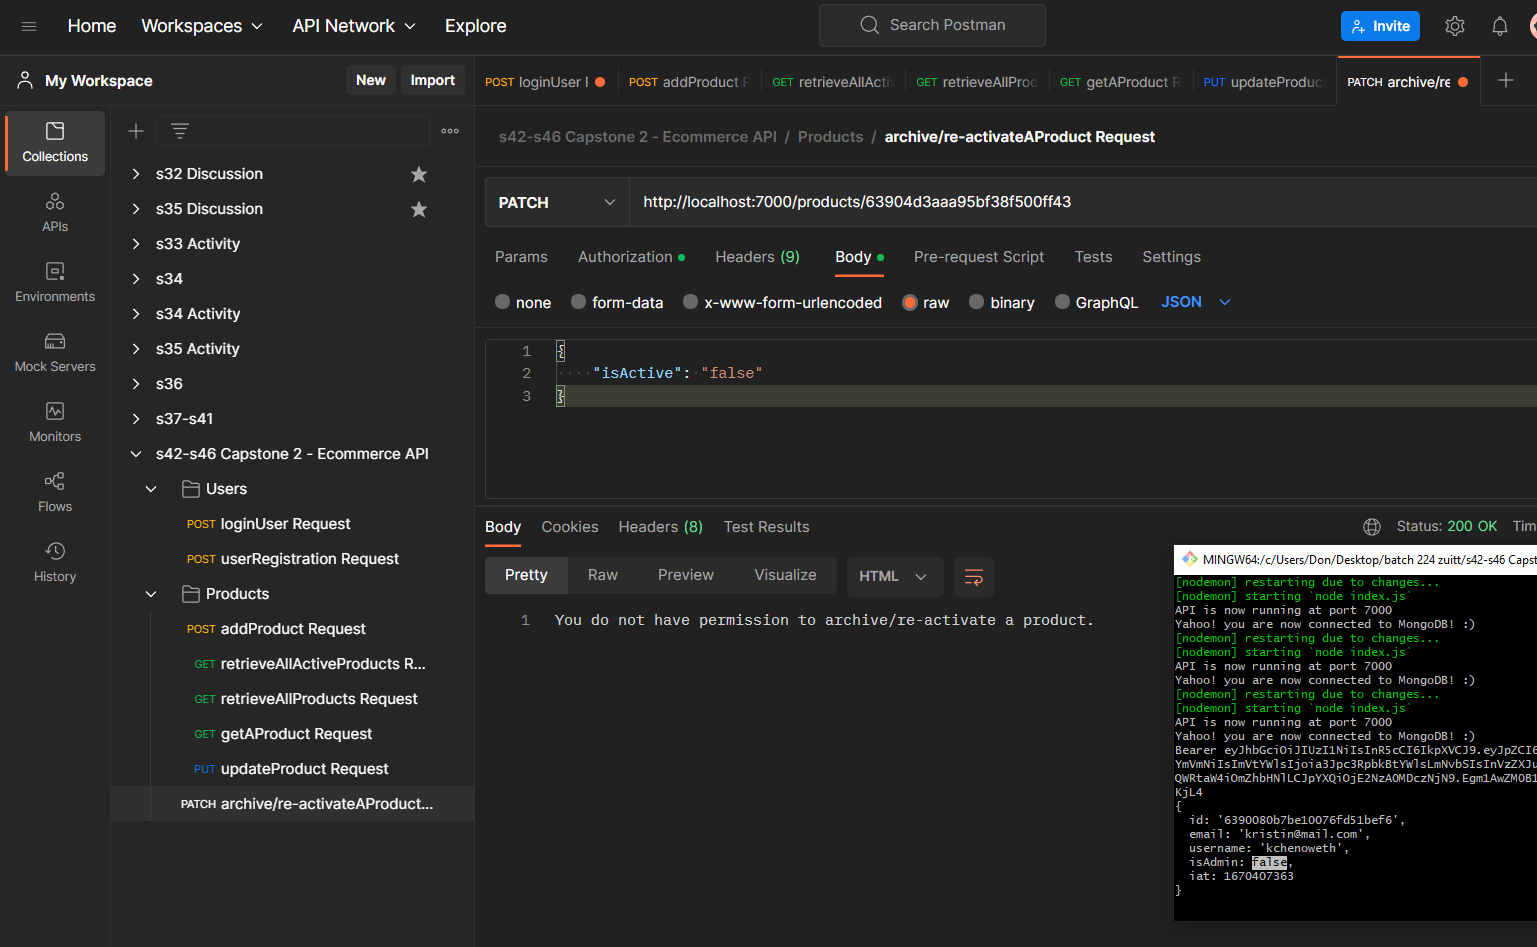 Home Workspaces API Network Explore Search Postman Invite
My Workspace New Import
POST loginUser POST addProduct GET retrieveAllActiv GET retrieveAllProd GET getAProduct PUT updateProduc PATCH archive/re
Collections
APIs
Environments
Mock Servers
Monitors
Flows
History
s32 Discussion
s35 Discussion
s33 Activity
s34
s34 Activity
s35 Activity
s36
s37-s41
s42-s46 Capstone 2 - Ecommerce API
Users
POST loginUser Request
POST userRegistration Request
Products
POST addProduct Request
GET retrieveAllActiveProducts R...
GET retrieveAllProducts Request
GET getAProduct Request
PUT updateProduct Request
PATCH archive/re-activateAProduct...
s42-s46 Capstone 2 - Ecommerce API / Products / archive/re-activateAProduct Request
PATCH http://localhost:7000/products/63904d3aaa95bf38f500ff43
Params Authorization Headers (9) Body Pre-request Script Tests Settings
none form-data x-www-form-urlencoded raw binary GraphQL JSON
1 {
2 "isActive": "false"
3 }
Body Cookies Headers (8) Test Results Status: 200 OK Tim
Pretty Raw Preview Visualize HTML
1 You do not have permission to archive/re-activate a product.
MINGW64:/c/Users/Don/Desktop/batch 224 zuitt/s42-s46 Capst
[nodemon] restarting due to changes...
[nodemon] starting `node index.js`
API is now running at port 7000
Yahoo! you are now connected to MongoDB! :)
[nodemon] restarting due to changes...
[nodemon] starting `node index.js`
API is now running at port 7000
Yahoo! you are now connected to MongoDB! :)
[nodemon] restarting due to changes...
[nodemon] starting `node index.js`
API is now running at port 7000
Yahoo! you are now connected to MongoDB! :)
Bearer eyJhbGciOiJIUzI1NiIsInR5cCI6IkpXVCJ9.eyJpZCI6
YmVmNiIsImVtYWlsIjoia3Jpc3RpbkBtYWlsLmNvbSIsInVzZXJu
QWRtaW4iOmZhbHNlLCJpYXQiOjE2NzA0MDczNjN9.Egm1AwZMOB1
KjL4
{
id: '6390080b7be10076fd51bef6',
email: 'kristin@mail.com',
username: 'kchenoweth',
isAdmin: false,
iat: 1670407363
}